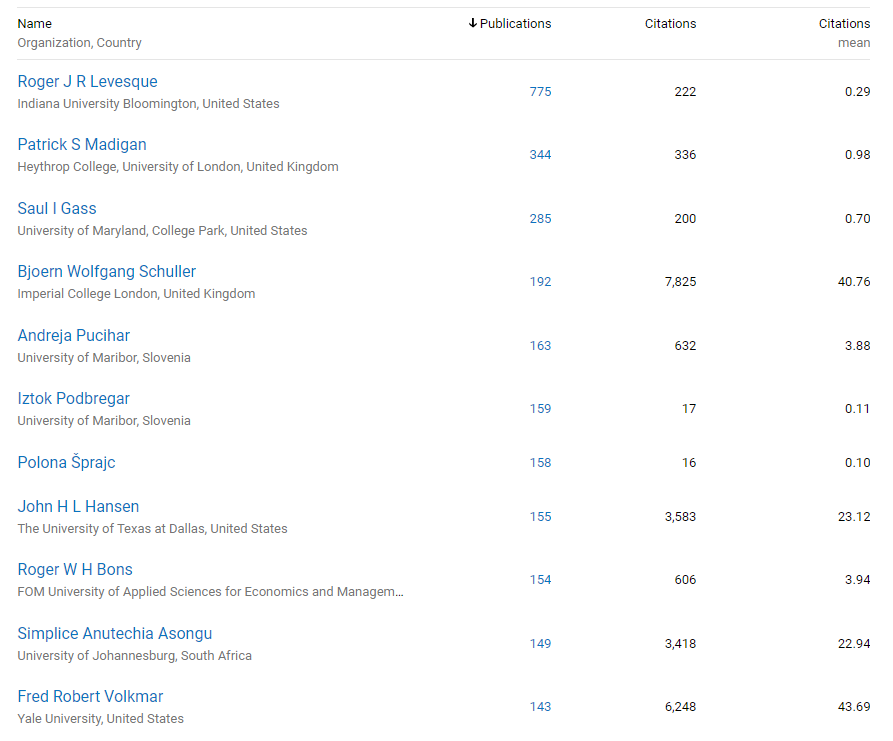 Name ↓ Publications Citations Citations
Organization, Country mean
Roger J R Levesque 775 222 0.29
Indiana University Bloomington, United States
Patrick S Madigan 344 336 0.98
Heythrop College, University of London, United Kingdom
Saul I Gass 285 200 0.70
University of Maryland, College Park, United States
Bjoern Wolfgang Schuller 192 7,825 40.76
Imperial College London, United Kingdom
Andreja Pucihar 163 632 3.88
University of Maribor, Slovenia
Iztok Podbregar 159 17 0.11
University of Maribor, Slovenia
Polona Šprajc 158 16 0.10
John H L Hansen 155 3,583 23.12
The University of Texas at Dallas, United States
Roger W H Bons 154 606 3.94
FOM University of Applied Sciences for Economics and Managem...
Simplice Anutechia Asongu 149 3,418 22.94
University of Johannesburg, South Africa
Fred Robert Volkmar 143 6,248 43.69
Yale University, United States